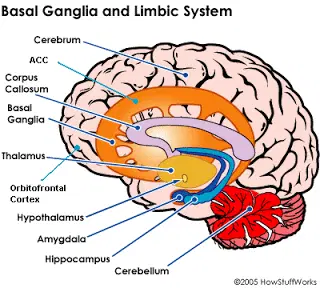 Basal Ganglia and Limbic System
Cerebrum
ACC
Corpus
Callosum
Basal
Ganglia
Thalamus
Orbitofrontal
Cortex
Hypothalamus
Amygdala
Hippocampus
Cerebellum
©2005 HowStuffWorks